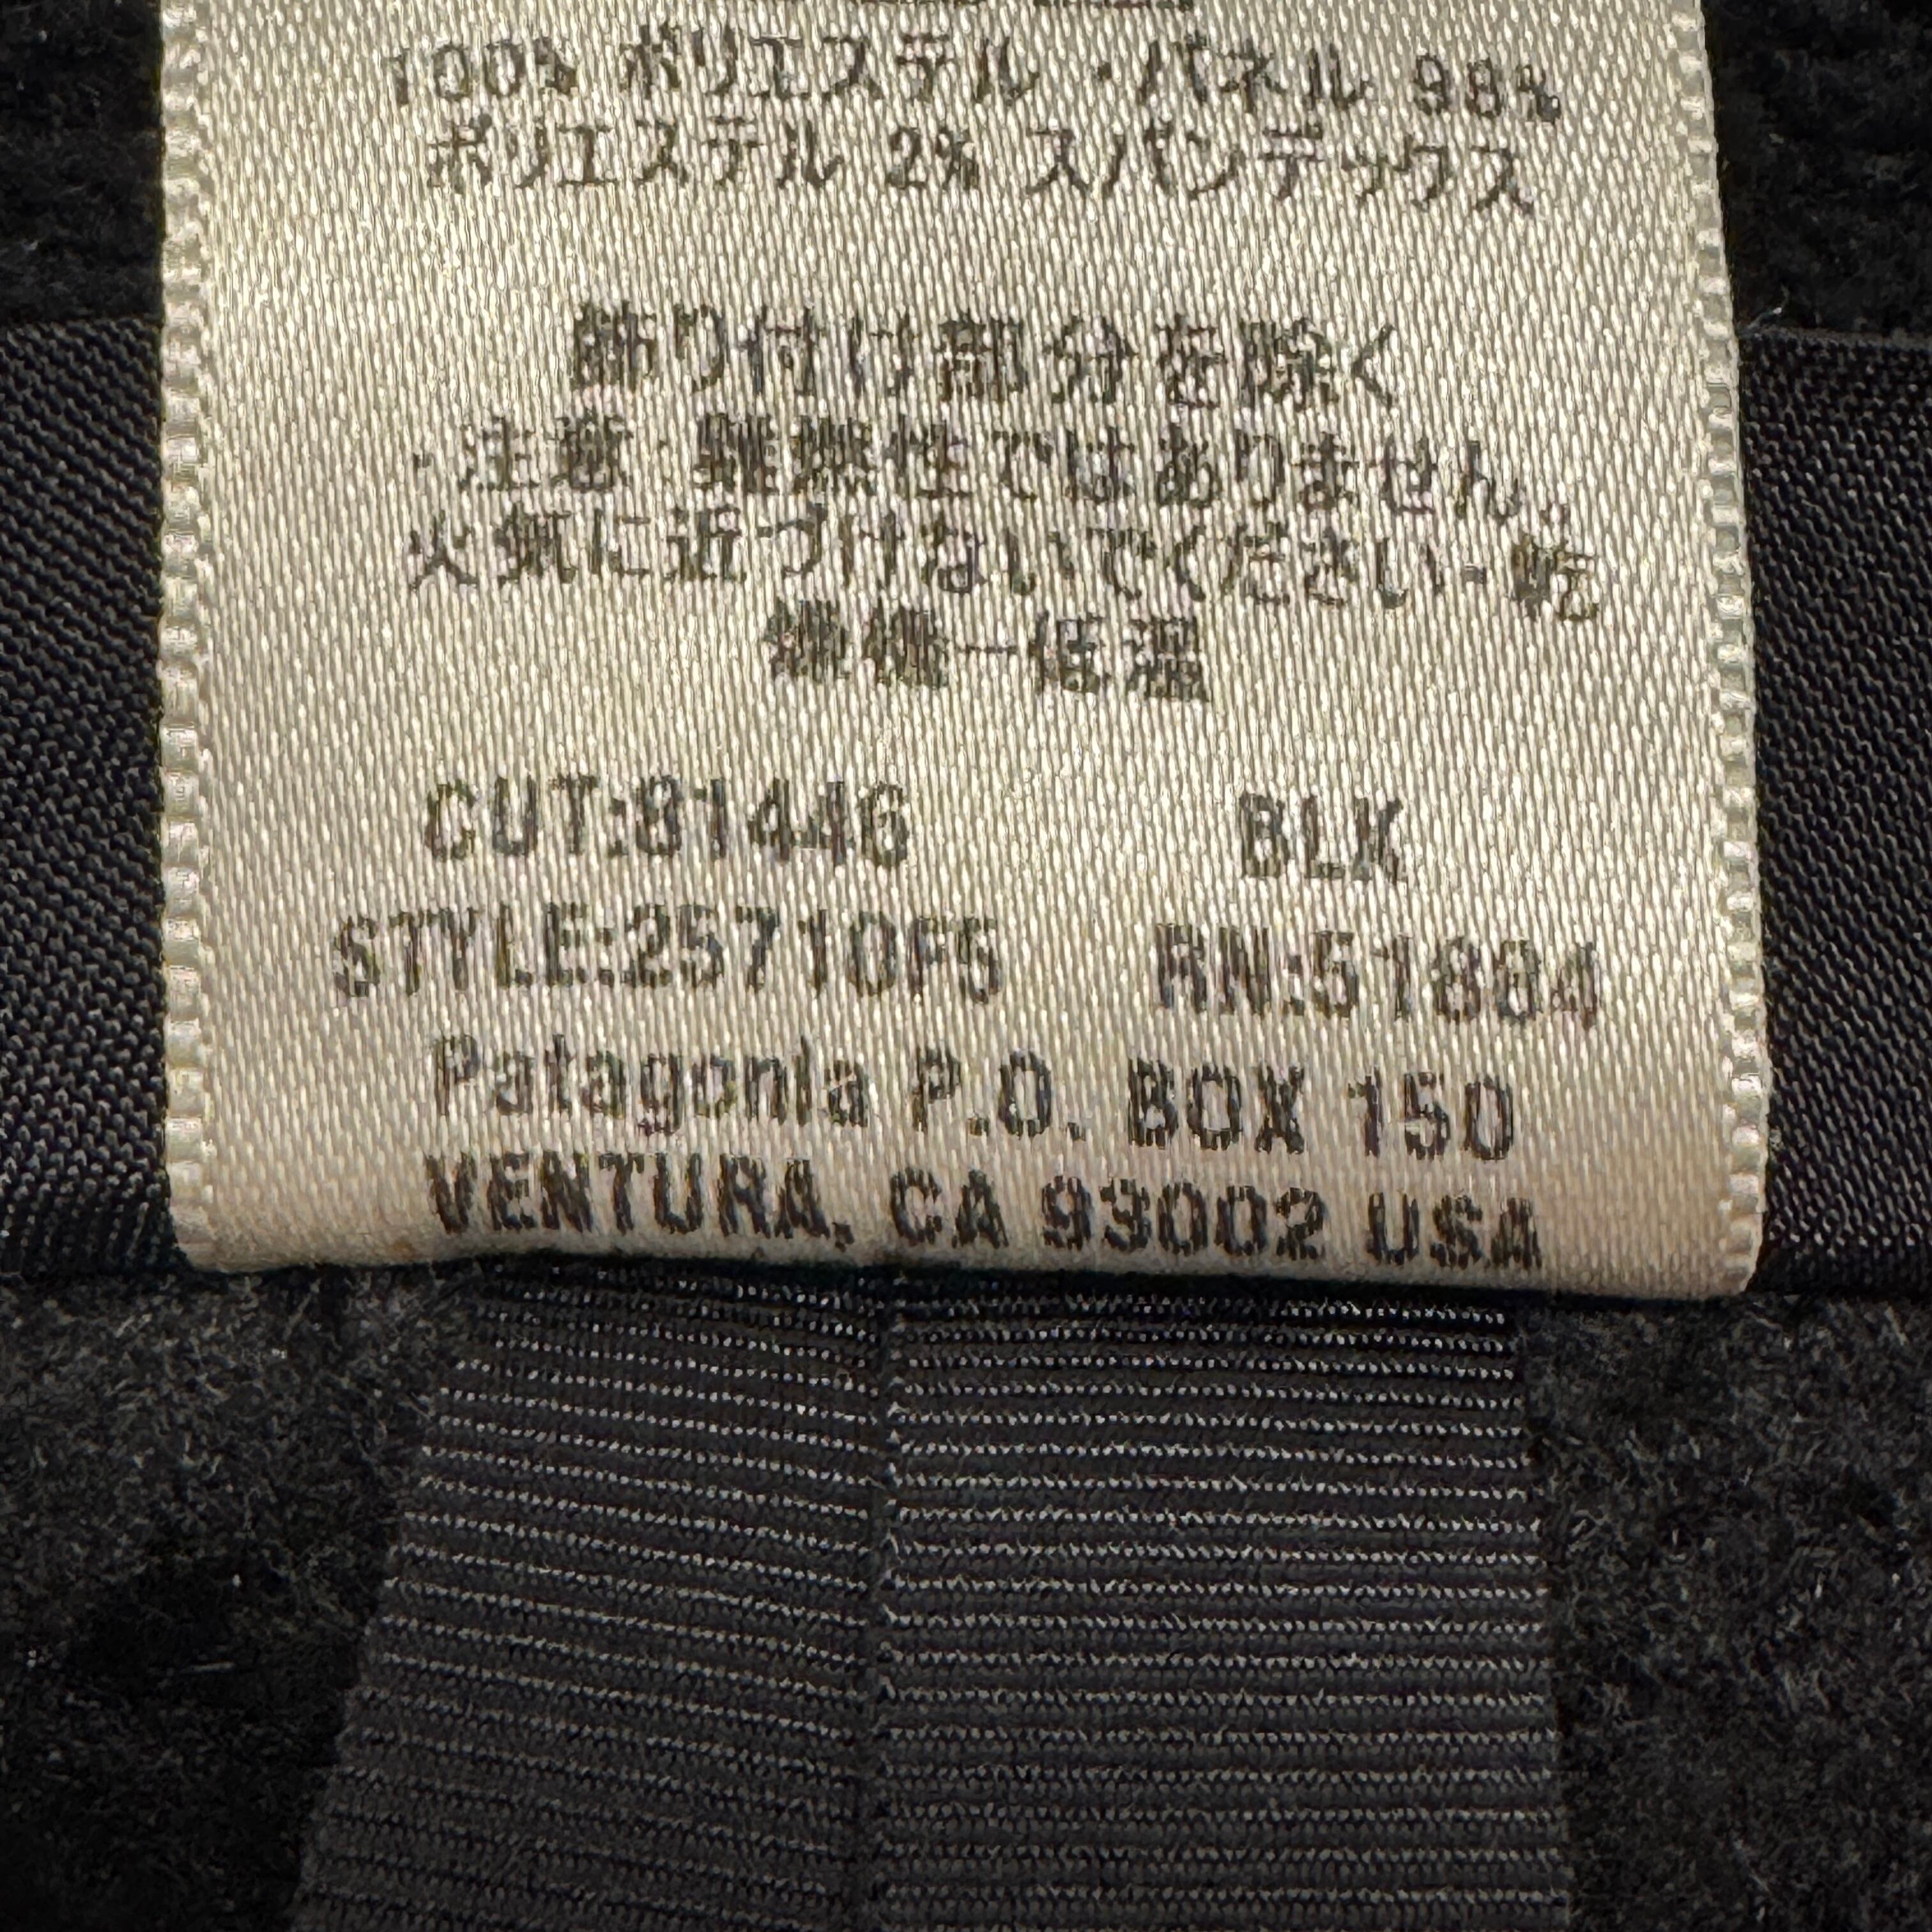 100% ポリエステル ・パネル 98%
ポリエステル 2% スパンデックス
飾り付け部分を除く
・注意：難燃性ではありません。
火気に近づけないでください・乾
燥機ー低温
CUT:81446 BLK
STYLE:25710F5 RN:51884
Patagonia P.O. BOX 150
VENTURA, CA 93002 USA